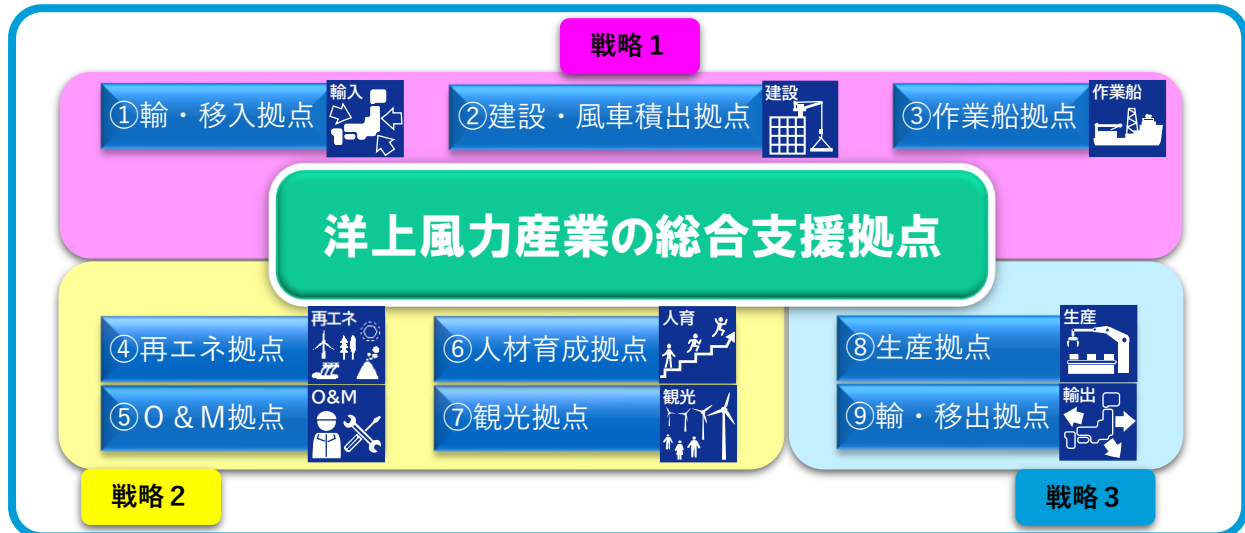 戦略1
①輸・移入拠点
輸入
②建設・風車積出拠点
建設
③作業船拠点
作業船
洋上風力産業の総合支援拠点
④再エネ拠点
再エネ
⑤O&M拠点
O&M
⑥人材育成拠点
人育
⑦観光拠点
観光
⑧生産拠点
生産
⑨輸・移出拠点
輸出
戦略2
戦略3